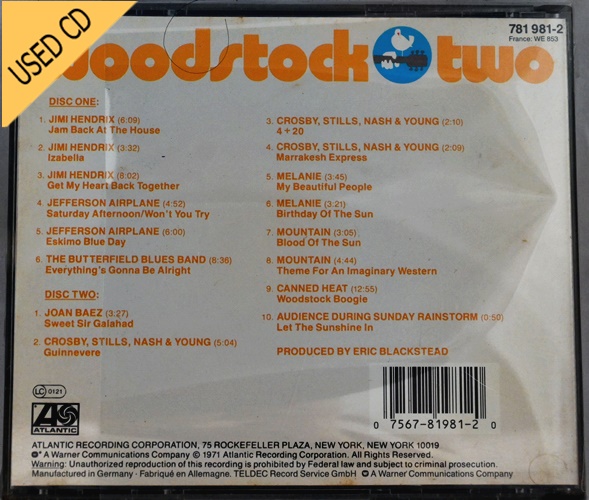 USED CD
woodstock two
781 981-2
France: WE 853
DISC ONE:
1. JIMI HENDRIX (6:09)
Jam Back At The House
2. JIMI HENDRIX (3:32)
Izabella
3. JIMI HENDRIX (8:02)
Get My Heart Back Together
4. JEFFERSON AIRPLANE (4:52)
Saturday Afternoon/Won't You Try
5. JEFFERSON AIRPLANE (6:00)
Eskimo Blue Day
6. THE BUTTERFIELD BLUES BAND (8:36)
Everything's Gonna Be Alright
DISC TWO:
1. JOAN BAEZ (3:27)
Sweet Sir Galahad
2. CROSBY, STILLS, NASH & YOUNG (5:04)
Guinnevere
3. CROSBY, STILLS, NASH & YOUNG (2:10)
4 + 20
4. CROSBY, STILLS, NASH & YOUNG (2:09)
Marrakesh Express
5. MELANIE (3:45)
My Beautiful People
6. MELANIE (3:21)
Birthday Of The Sun
7. MOUNTAIN (3:05)
Blood Of The Sun
8. MOUNTAIN (4:44)
Theme For An Imaginary Western
9. CANNED HEAT (12:55)
Woodstock Boogie
10. AUDIENCE DURING SUNDAY RAINSTORM (0:50)
Let The Sunshine In
PRODUCED BY ERIC BLACKSTEAD
LC 0121
ATLANTIC
0 7567-81981-2 0
ATLANTIC RECORDING CORPORATION, 75 ROCKEFELLER PLAZA, NEW YORK, NEW YORK 10019
A Warner Communications Company © 1971 Atlantic Recording Corporation. All Rights Reserved.
Warning: Unauthorized reproduction of this recording is prohibited by Federal law and subject to criminal prosecution.
Manufactured in Germany · Fabriqué en Allemagne. TELDEC Record Service GmbH A Warner Communications Company